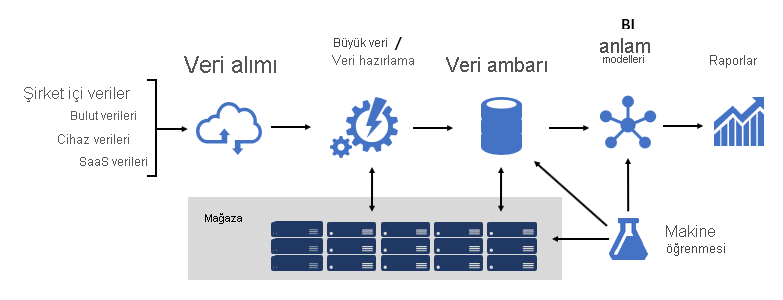 Şirket içi veriler
Bulut verileri
Cihaz verileri
SaaS verileri
Veri alımı
Büyük veri /
Veri hazırlama
Veri ambarı
BI
anlam
modelleri
Raporlar
Mağaza
Makine
öğrenmesi